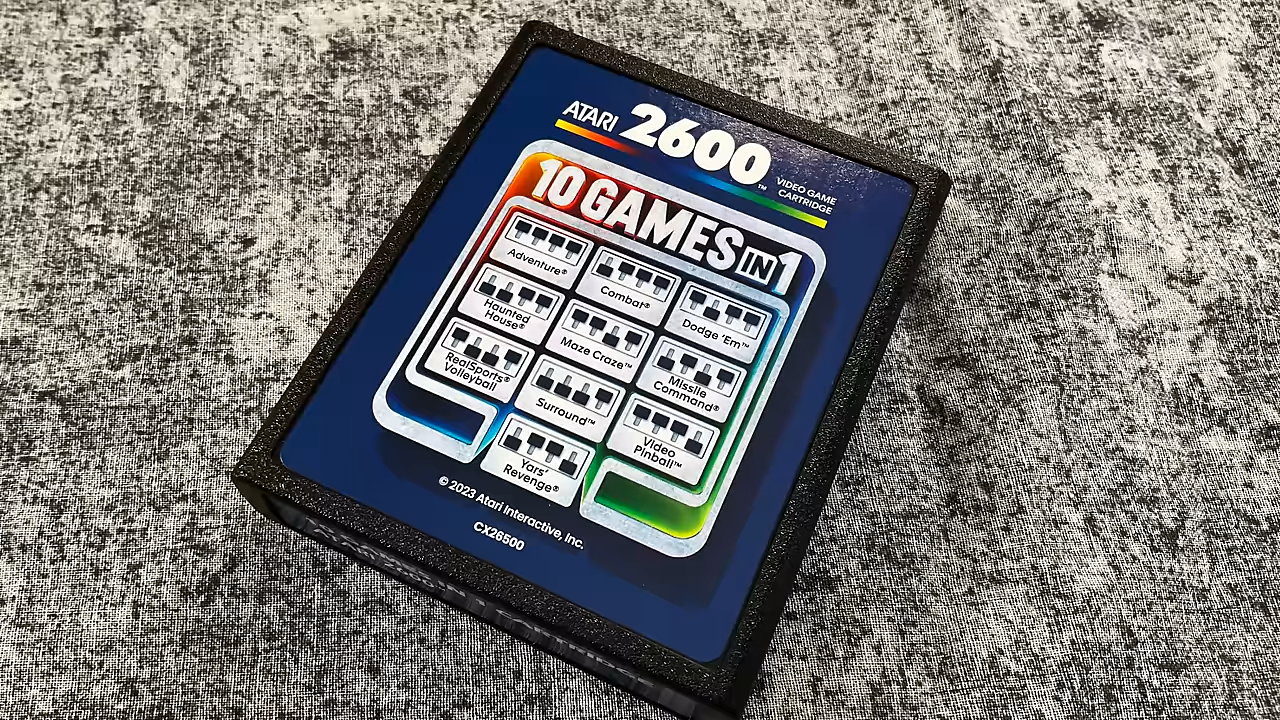 ATARI 2600™
VIDEO GAME
CARTRIDGE
10 GAMES IN 1
Adventure®
Combat®
Dodge 'Em™
Haunted
House®
Maze Craze™
Missile
Command®
RealSports®
Volleyball
Surround™
Video
Pinball™
Yars'
Revenge®
© 2023 Atari Interactive, Inc.
CX26500